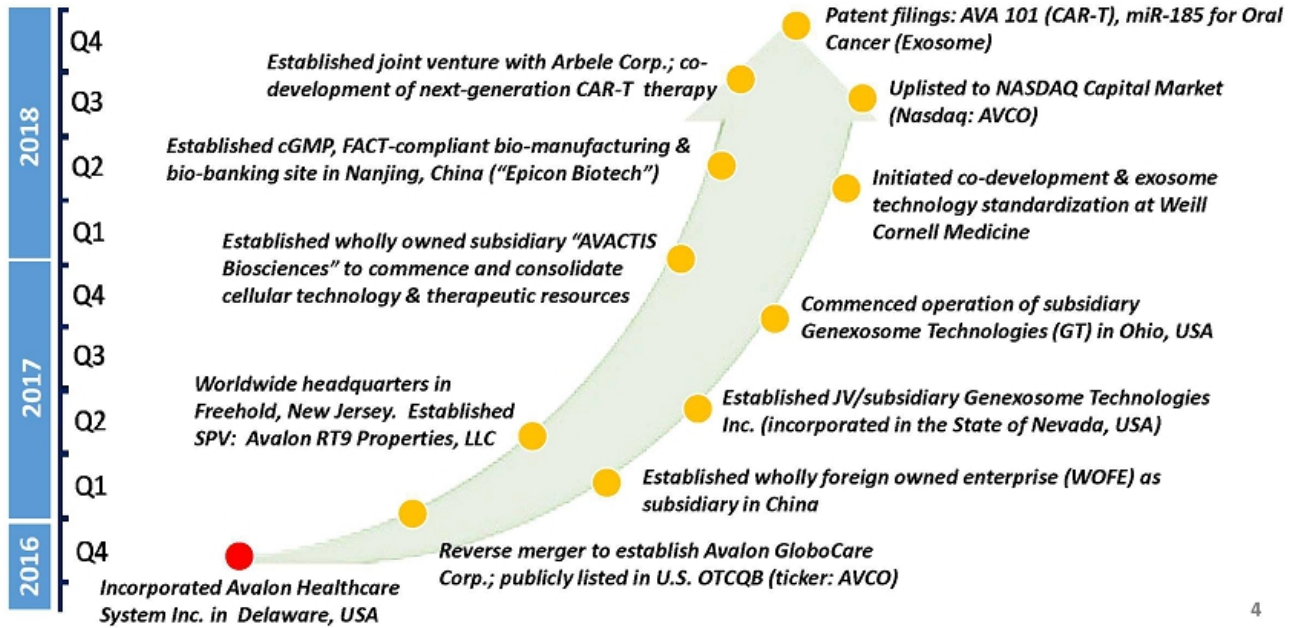 2018
Q4
Q3
Q2
Q1
2017
Q4
Q3
Q2
Q1
2016
Q4
Patent filings: AVA 101 (CAR-T), miR-185 for Oral
Cancer (Exosome)
Established joint venture with Arbele Corp.; co-
development of next-generation CAR-T therapy
Uplisted to NASDAQ Capital Market
(Nasdaq: AVCO)
Established cGMP, FACT-compliant bio-manufacturing &
bio-banking site in Nanjing, China (“Epicon Biotech”)
Initiated co-development & exosome
technology standardization at Weill
Cornell Medicine
Established wholly owned subsidiary “AVACTIS
Biosciences” to commence and consolidate
cellular technology & therapeutic resources
Commenced operation of subsidiary
Genexosome Technologies (GT) in Ohio, USA
Worldwide headquarters in
Freehold, New Jersey. Established
SPV: Avalon RT9 Properties, LLC
Established JV/subsidiary Genexosome Technologies
Inc. (incorporated in the State of Nevada, USA)
Established wholly foreign owned enterprise (WOFE) as
subsidiary in China
Reverse merger to establish Avalon GloboCare
Corp.; publicly listed in U.S. OTCQB (ticker: AVCO)
Incorporated Avalon Healthcare
System Inc. in Delaware, USA
4